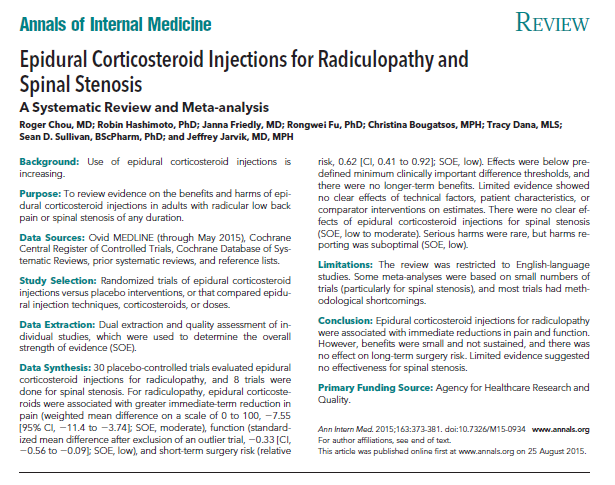 Annals of Internal Medicine
REVIEW
Epidural Corticosteroid Injections for Radiculopathy and
Spinal Stenosis
A Systematic Review and Meta-analysis
Roger Chou, MD; Robin Hashimoto, PhD; Janna Friedly, MD; Rongwei Fu, PhD; Christina Bougatsos, MPH; Tracy Dana, MLS;
Sean D. Sullivan, BScPharm, PhD; and Jeffrey Jarvik, MD, MPH
Background: Use of epidural corticosteroid injections is
increasing.
Purpose: To review evidence on the benefits and harms of epi-
dural corticosteroid injections in adults with radicular low back
pain or spinal stenosis of any duration.
Data Sources: Ovid MEDLINE (through May 2015), Cochrane
Central Register of Controlled Trials, Cochrane Database of Sys-
tematic Reviews, prior systematic reviews, and reference lists.
Study Selection: Randomized trials of epidural corticosteroid
injections versus placebo interventions, or that compared epidu-
ral injection techniques, corticosteroids, or doses.
Data Extraction: Dual extraction and quality assessment of in-
dividual studies, which were used to determine the overall
strength of evidence (SOE).
Data Synthesis: 30 placebo-controlled trials evaluated epidural
corticosteroid injections for radiculopathy, and 8 trials were
done for spinal stenosis. For radiculopathy, epidural corticoste-
roids were associated with greater immediate-term reduction in
pain (weighted mean difference on a scale of 0 to 100, −7.55
[95% CI, −11.4 to −3.74]; SOE, moderate), function (standard-
ized mean difference after exclusion of an outlier trial, −0.33 [CI,
−0.56 to −0.09]; SOE, low), and short-term surgery risk (relative
risk, 0.62 [CI, 0.41 to 0.92]; SOE, low). Effects were below pre-
defined minimum clinically important difference thresholds, and
there were no longer-term benefits. Limited evidence showed
no clear effects of technical factors, patient characteristics, or
comparator interventions on estimates. There were no clear ef-
fects of epidural corticosteroid injections for spinal stenosis
(SOE, low to moderate). Serious harms were rare, but harms re-
porting was suboptimal (SOE, low).
Limitations: The review was restricted to English-language
studies. Some meta-analyses were based on small numbers of
trials (particularly for spinal stenosis), and most trials had meth-
odological shortcomings.
Conclusion: Epidural corticosteroid injections for radiculopathy
were associated with immediate reductions in pain and function.
However, benefits were small and not sustained, and there was
no effect on long-term surgery risk. Limited evidence suggested
no effectiveness for spinal stenosis.
Primary Funding Source: Agency for Healthcare Research and
Quality.
Ann Intern Med. 2015;163:373-381. doi:10.7326/M15-0934 www.annals.org
For author affiliations, see end of text.
This article was published online first at www.annals.org on 25 August 2015.